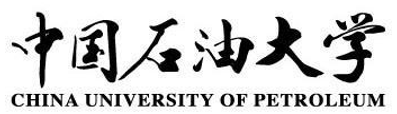 中国石油大学
CHINA UNIVERSITY OF PETROLEUM